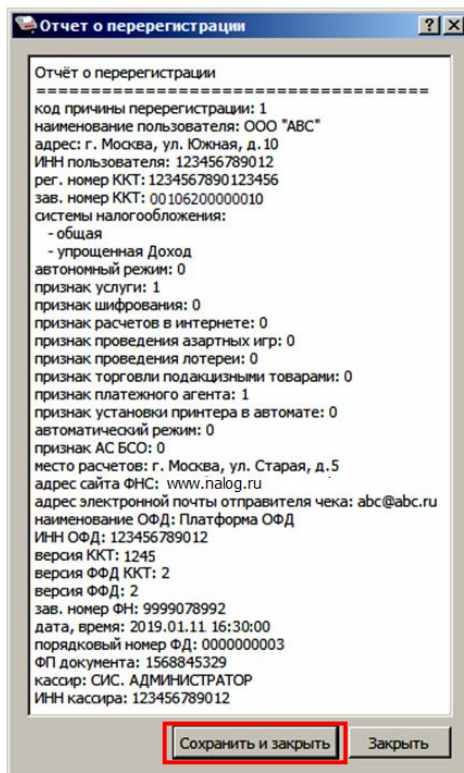 Отчет о перерегистрации
Отчёт о перерегистрации
=====================================
код причины перерегистрации: 1
наименование пользователя: ООО "АВС"
адрес: г. Москва, ул. Южная, д.10
ИНН пользователя: 123456789012
рег. номер ККТ: 1234567890123456
зав. номер ККТ: 00106200000010
системы налогообложения:
- общая
- упрощенная Доход
автономный режим: 0
признак услуги: 1
признак шифрования: 0
признак расчетов в интернете: 0
признак проведения азартных игр: 0
признак проведения лотереи: 0
признак торговли подакцизными товарами: 0
признак платежного агента: 1
признак установки принтера в автомате: 0
автоматический режим: 0
признак АС БСО: 0
место расчетов: г. Москва, ул. Старая, д.5
адрес сайта ФНС: www.nalog.ru
адрес электронной почты отправителя чека: abc@abc.ru
наименование ОФД: Платформа ОФД
ИНН ОФД: 123456789012
версия ККТ: 1245
версия ФФД ККТ: 2
версия ФФД: 2
зав. номер ФН: 9999078992
дата, время: 2019.01.11 16:30:00
порядковый номер ФД: 0000000003
ФП документа: 1568845329
кассир: СИС. АДМИНИСТРАТОР
ИНН кассира: 123456789012
Сохранить и закрыть Закрыть